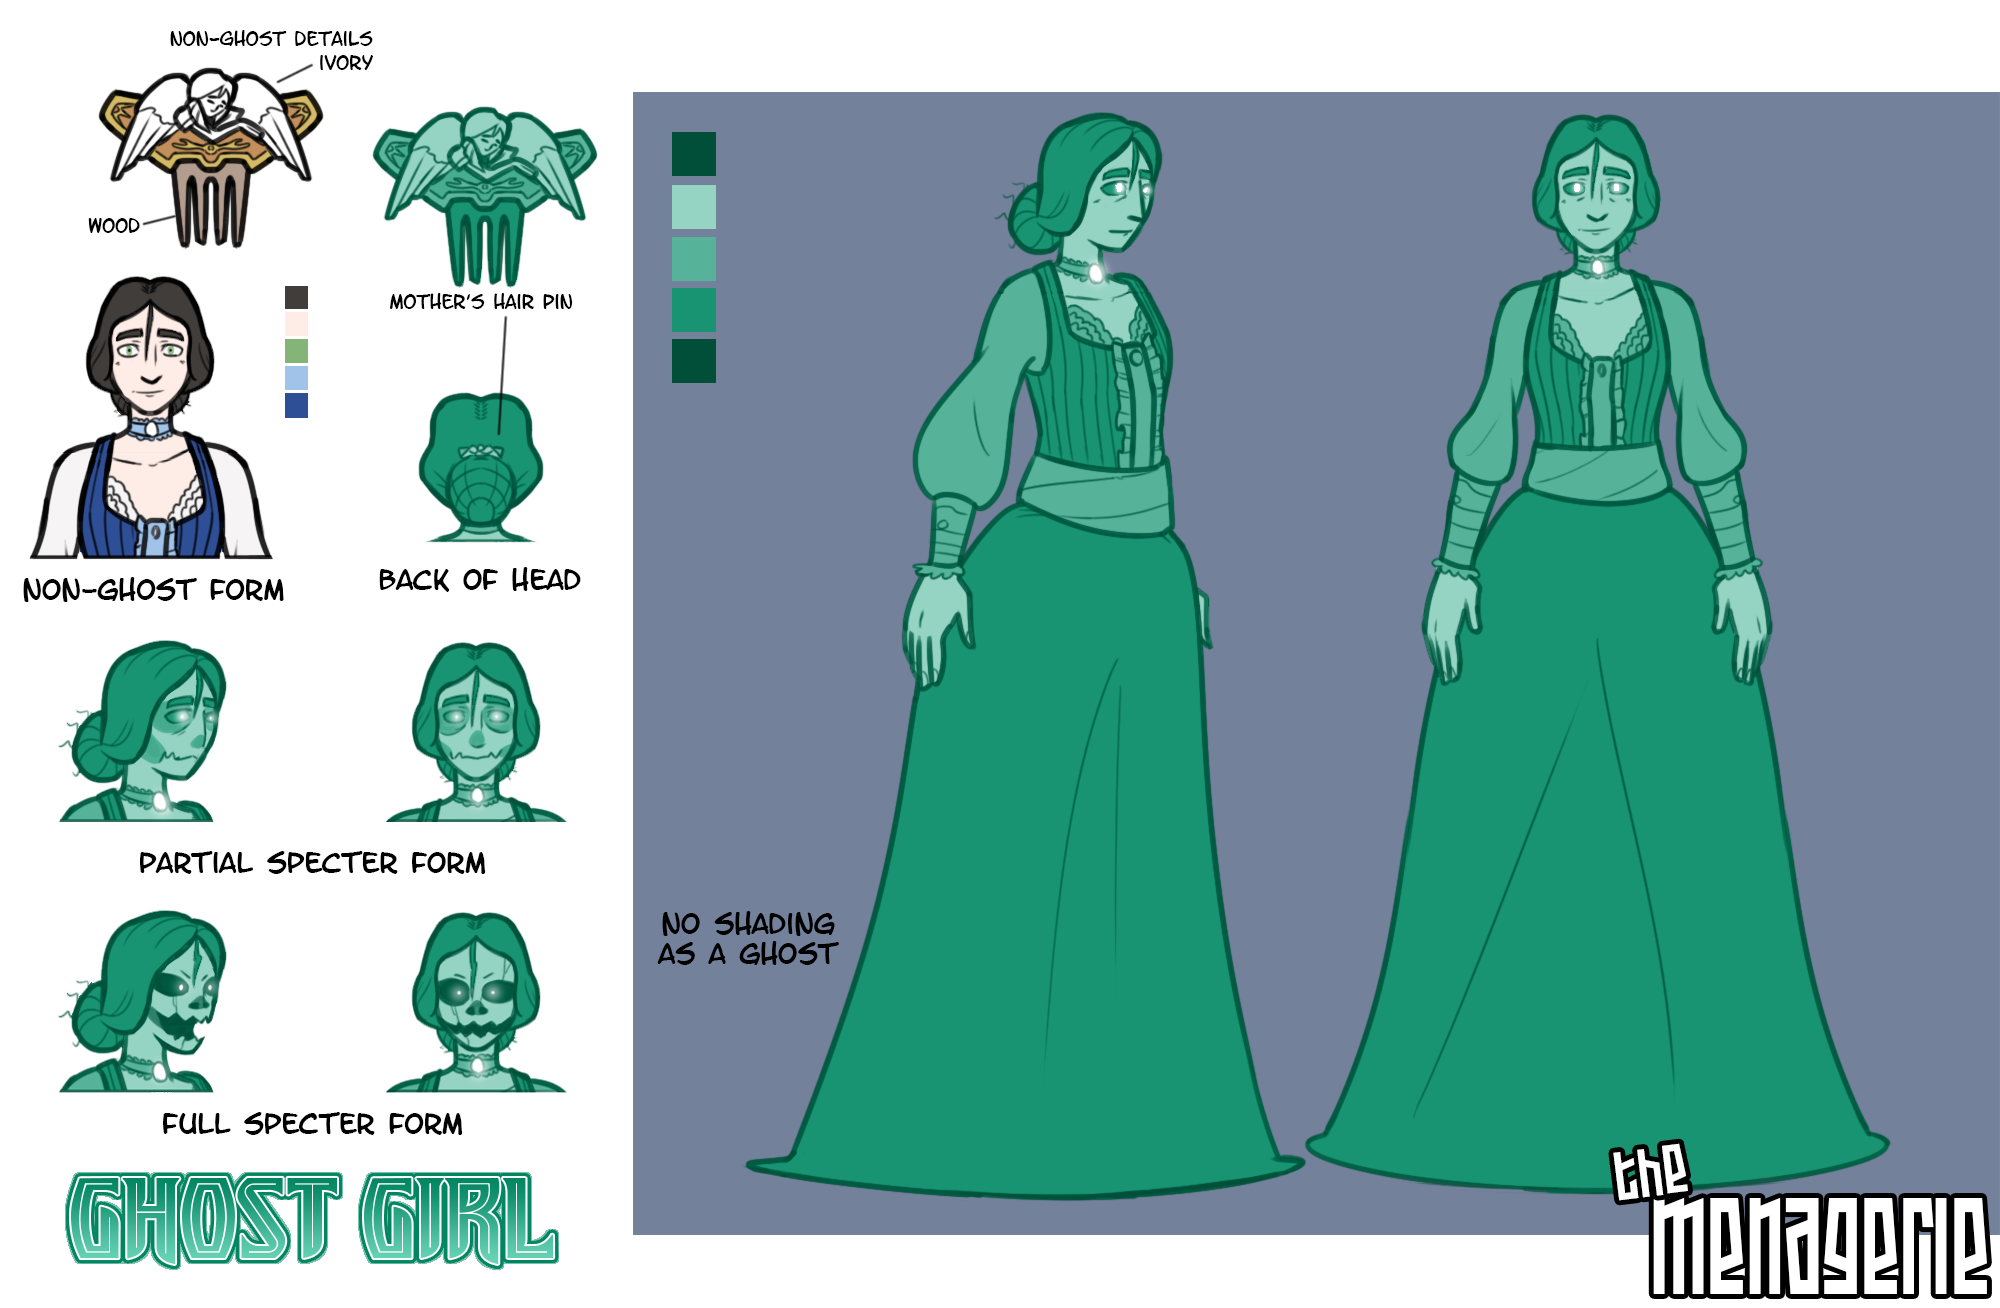 NON-GHOST DETAILS
IVORY
WOOD
MOTHER'S HAIR PIN
NON-GHOST FORM
BACK OF HEAD
PARTIAL SPECTER FORM
FULL SPECTER FORM
GHOST GIRL
NO SHADING
AS A GHOST
the
menagerie